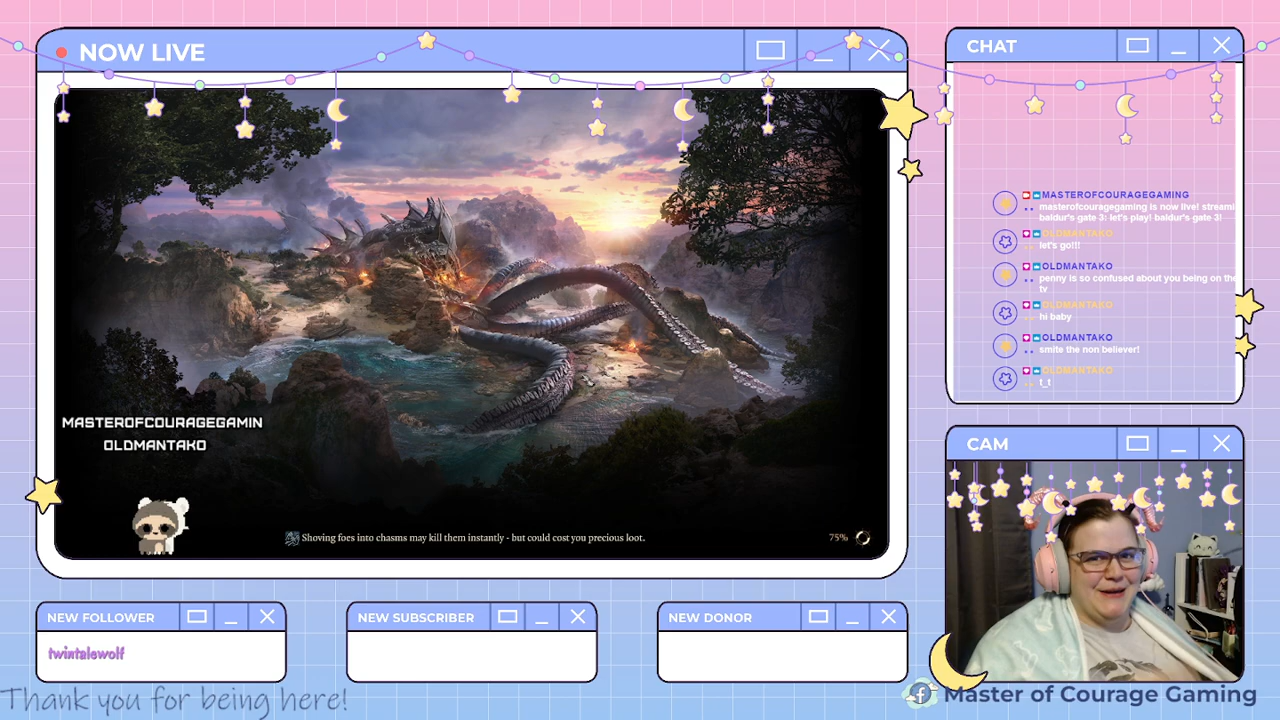 NOW LIVE
MASTEROFCOURAGEGAMIN
OLDMANTAKO
Shoving foes into chasms may kill them instantly - but could cost you precious loot.
75%
CHAT
MASTEROFCOURAGEGAMING
masterofcouragegaming is now live! streami
baldur's gate 3: let's play! baldur's gate 3!
OLDMANTAKO
let's go!!!
OLDMANTAKO
penny is so confused about you being on the
tv
OLDMANTAKO
hi baby
OLDMANTAKO
smite the non believer!
OLDMANTAKO
t_t
CAM
NEW FOLLOWER
twintalewolf
NEW SUBSCRIBER
NEW DONOR
Thank you for being here!
Master of Courage Gaming